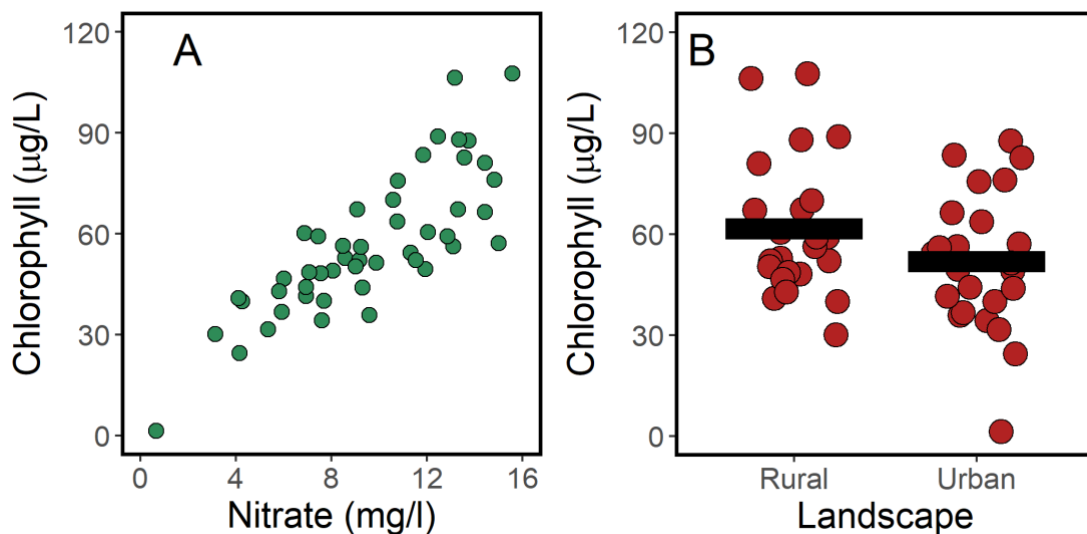 A
Chlorophyll (μg/L)
120
90
60
30
0
0 4 8 12 16
Nitrate (mg/l)
B
Chlorophyll (μg/L)
120
90
60
30
0
Rural Urban
Landscape